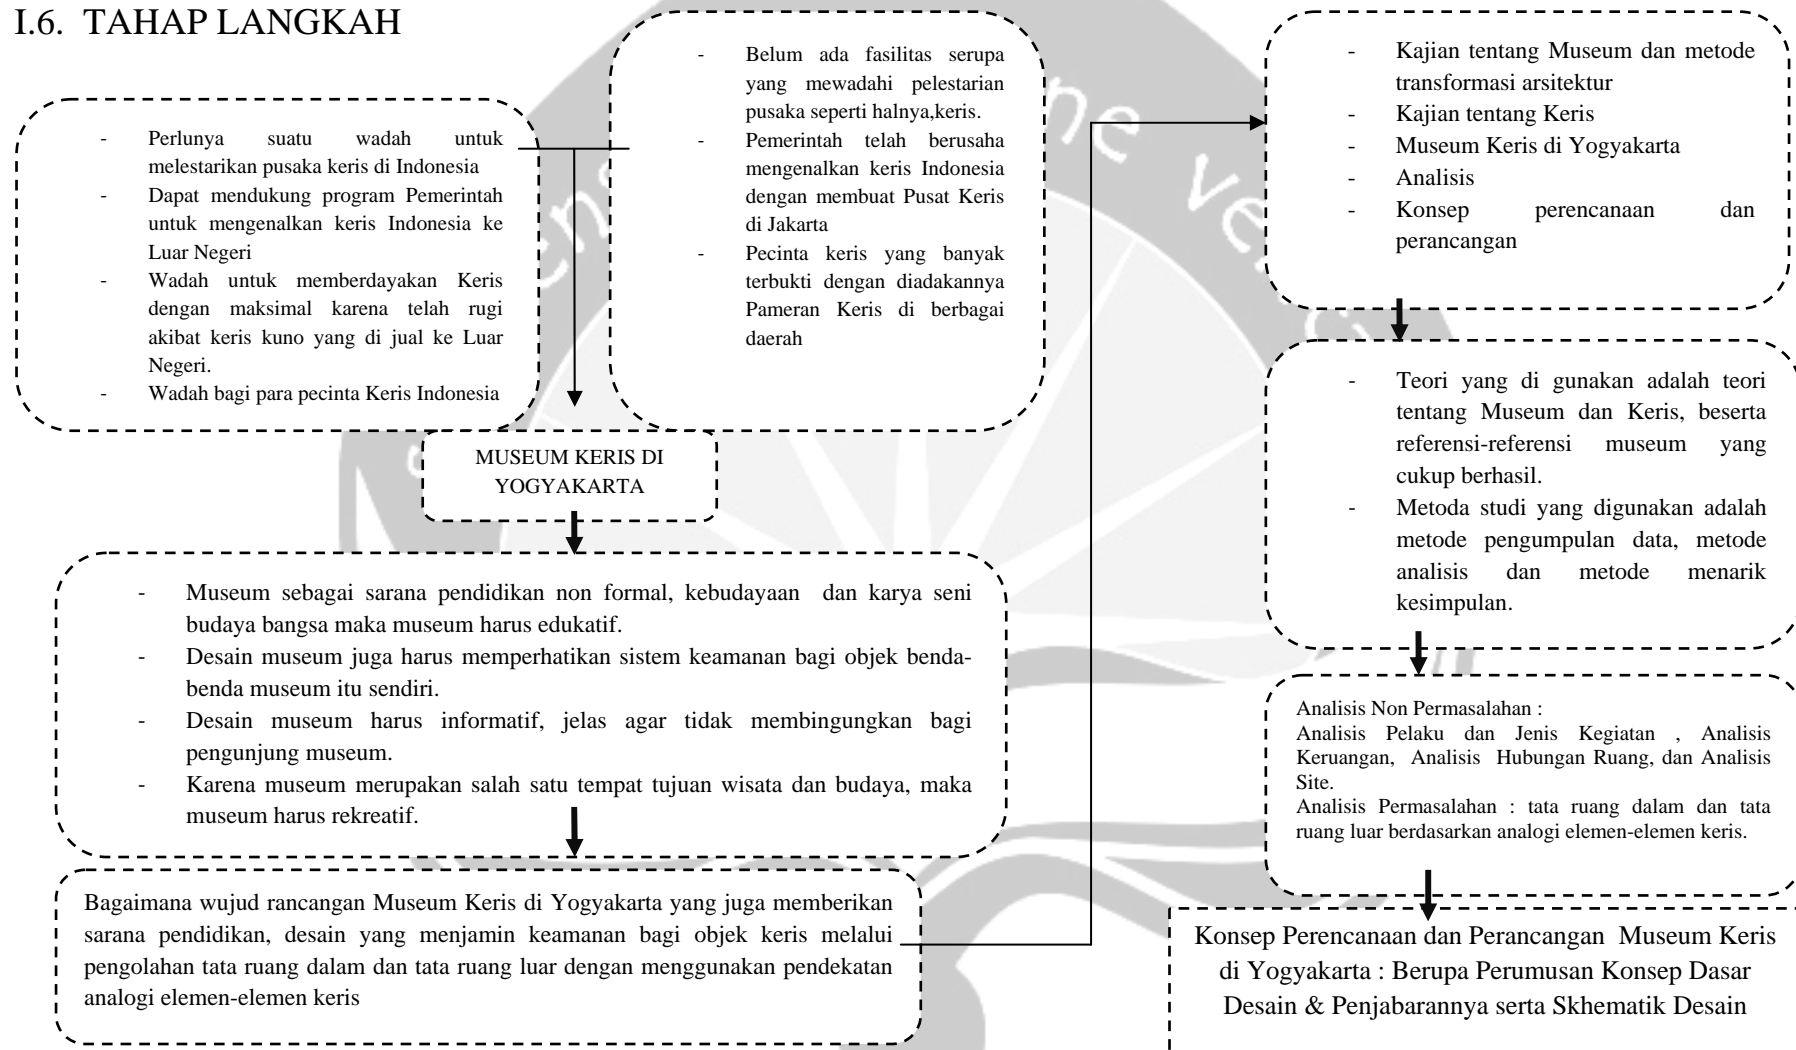 I.6. TAHAP LANGKAH
- Perlunya suatu wadah untuk
melestarikan pusaka keris di Indonesia
- Dapat mendukung program Pemerintah
untuk mengenalkan keris Indonesia ke
Luar Negeri
- Wadah untuk memberdayakan Keris
dengan maksimal karena telah rugi
akibat keris kuno yang di jual ke Luar
Negeri.
- Wadah bagi para pecinta Keris Indonesia
- Belum ada fasilitas serupa
yang mewadahi pelestarian
pusaka seperti halnya,keris.
- Pemerintah telah berusaha
mengenalkan keris Indonesia
dengan membuat Pusat Keris
di Jakarta
- Pecinta keris yang banyak
terbukti dengan diadakannya
Pameran Keris di berbagai
daerah
MUSEUM KERIS DI
YOGYAKARTA
- Museum sebagai sarana pendidikan non formal, kebudayaan dan karya seni
budaya bangsa maka museum harus edukatif.
- Desain museum juga harus memperhatikan sistem keamanan bagi objek benda-
benda museum itu sendiri.
- Desain museum harus informatif, jelas agar tidak membingungkan bagi
pengunjung museum.
- Karena museum merupakan salah satu tempat tujuan wisata dan budaya, maka
museum harus rekreatif.
Bagaimana wujud rancangan Museum Keris di Yogyakarta yang juga memberikan
sarana pendidikan, desain yang menjamin keamanan bagi objek keris melalui
pengolahan tata ruang dalam dan tata ruang luar dengan menggunakan pendekatan
analogi elemen-elemen keris
- Kajian tentang Museum dan metode
transformasi arsitektur
- Kajian tentang Keris
- Museum Keris di Yogyakarta
- Analisis
- Konsep perencanaan dan
perancangan
- Teori yang di gunakan adalah teori
tentang Museum dan Keris, beserta
referensi-referensi museum yang
cukup berhasil.
- Metoda studi yang digunakan adalah
metode pengumpulan data, metode
analisis dan metode menarik
kesimpulan.
Analisis Non Permasalahan :
Analisis Pelaku dan Jenis Kegiatan , Analisis
Keruangan, Analisis Hubungan Ruang, dan Analisis
Site.
Analisis Permasalahan : tata ruang dalam dan tata
ruang luar berdasarkan analogi elemen-elemen keris.
Konsep Perencanaan dan Perancangan Museum Keris
di Yogyakarta : Berupa Perumusan Konsep Dasar
Desain & Penjabarannya serta Skhematik Desain